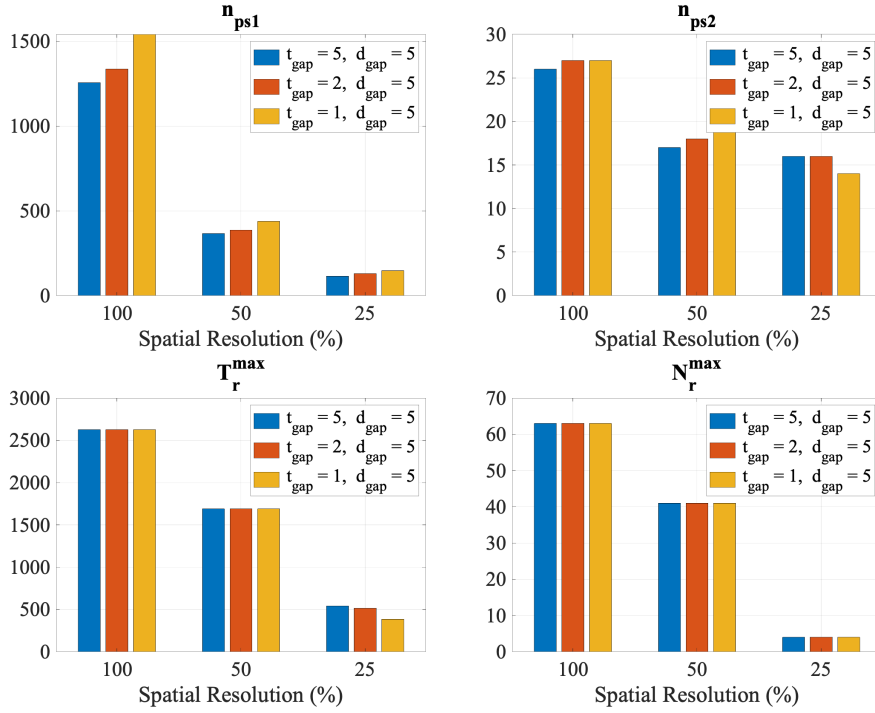 n_ps1
1500
1000
500
0
100 50 25
Spatial Resolution (%)
t_gap = 5, d_gap = 5
t_gap = 2, d_gap = 5
t_gap = 1, d_gap = 5
n_ps2
30
25
20
15
10
5
0
100 50 25
Spatial Resolution (%)
t_gap = 5, d_gap = 5
t_gap = 2, d_gap = 5
t_gap = 1, d_gap = 5
T_r^max
3000
2500
2000
1500
1000
500
0
100 50 25
Spatial Resolution (%)
t_gap = 5, d_gap = 5
t_gap = 2, d_gap = 5
t_gap = 1, d_gap = 5
N_r^max
70
60
50
40
30
20
10
0
100 50 25
Spatial Resolution (%)
t_gap = 5, d_gap = 5
t_gap = 2, d_gap = 5
t_gap = 1, d_gap = 5